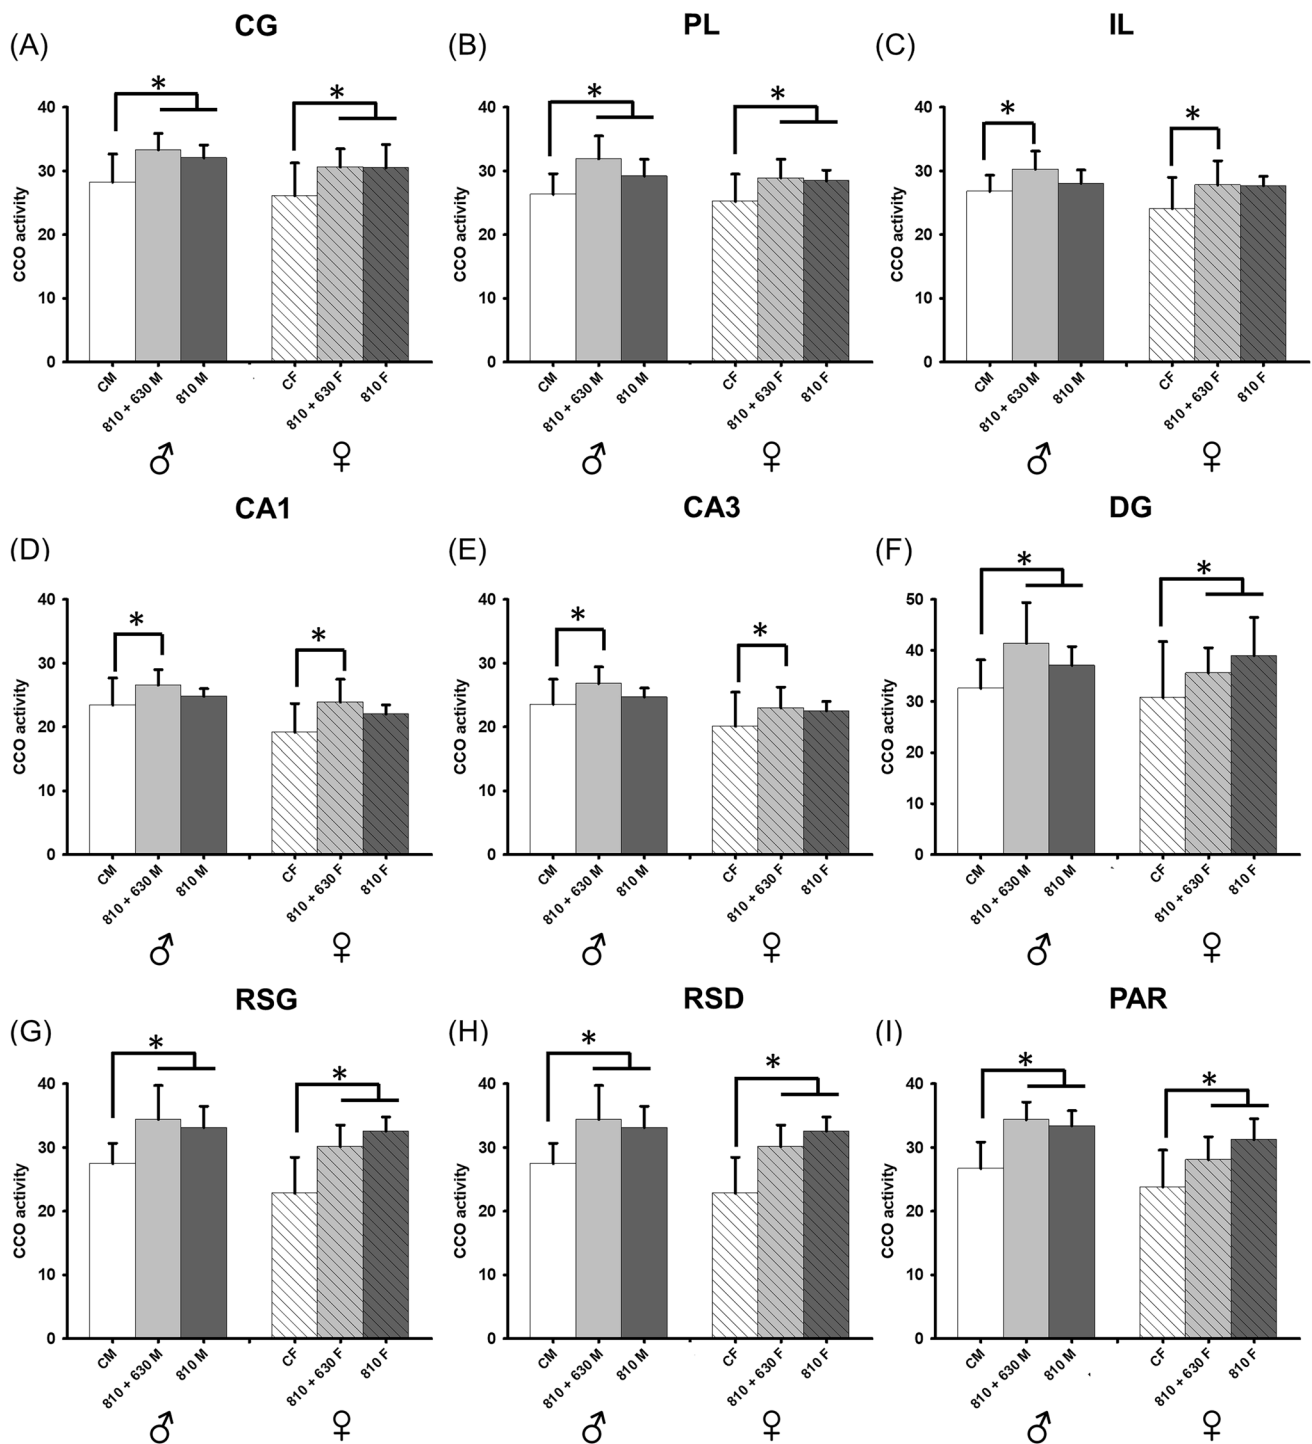 CG
PL
IL
(A)
(B)
(C)
*
*
*
*
*
*
40
30
20
10
0
CCO activity
CM
810 + 630 M
810 M
CF
810 + 630 F
810 F
♂
♀
40
30
20
10
0
CCO activity
CM
810 + 630 M
810 M
CF
810 + 630 F
810 F
♂
♀
40
30
20
10
0
CCO activity
CM
810 + 630 M
810 M
CF
810 + 630 F
810 F
♂
♀
CA1
CA3
DG
(D)
(E)
(F)
*
*
*
*
*
*
40
30
20
10
0
CCO activity
CM
810 + 630 M
810 M
CF
810 + 630 F
810 F
♂
♀
40
30
20
10
0
CCO activity
CM
810 + 630 M
810 M
CF
810 + 630 F
810 F
♂
♀
50
40
30
20
10
0
CCO activity
CM
810 + 630 M
810 M
CF
810 + 630 F
810 F
♂
♀
RSG
RSD
PAR
(G)
(H)
(I)
*
*
*
*
*
*
40
30
20
10
0
CCO activity
CM
810 + 630 M
810 M
CF
810 + 630 F
810 F
♂
♀
40
30
20
10
0
CCO activity
CM
810 + 630 M
810 M
CF
810 + 630 F
810 F
♂
♀
40
30
20
10
0
CCO activity
CM
810 + 630 M
810 M
CF
810 + 630 F
810 F
♂
♀